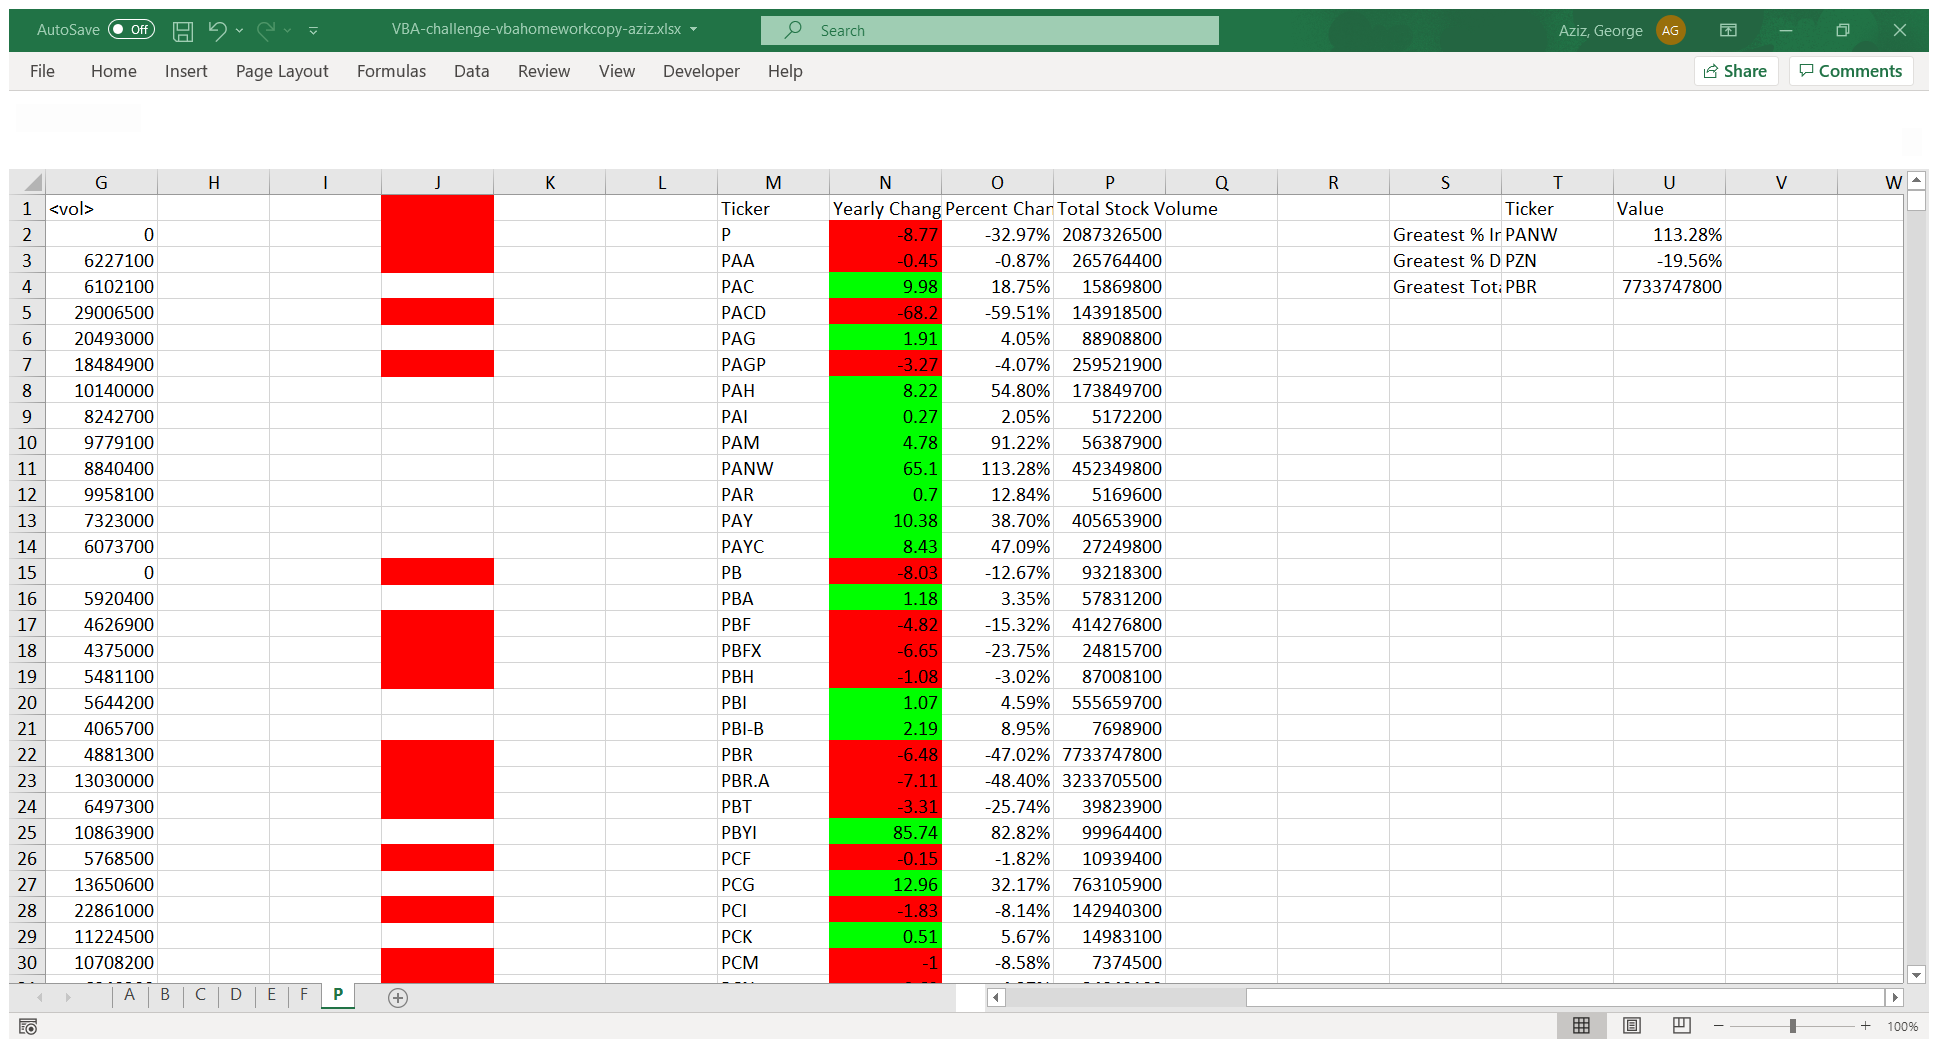 AutoSave Off VBA-challenge-vbahomeworkcopy-aziz.xlsx Search Aziz, George AG
File Home Insert Page Layout Formulas Data Review View Developer Help Share Comments
G H I J K L M N O P Q R S T U V W
1 <vol> Ticker Yearly Chang Percent Char Total Stock Volume Ticker Value
2 0 P -8.77 -32.97% 2087326500 Greatest % Ir PANW 113.28%
3 6227100 PAA -0.45 -0.87% 265764400 Greatest % D PZN -19.56%
4 6102100 PAC 9.98 18.75% 15869800 Greatest Tota PBR 7733747800
5 29006500 PACD -68.2 -59.51% 143918500
6 20493000 PAG 1.91 4.05% 88908800
7 18484900 PAGP -3.27 -4.07% 259521900
8 10140000 PAH 8.22 54.80% 173849700
9 8242700 PAI 0.27 2.05% 5172200
10 9779100 PAM 4.78 91.22% 56387900
11 8840400 PANW 65.1 113.28% 452349800
12 9958100 PAR 0.7 12.84% 5169600
13 7323000 PAY 10.38 38.70% 405653900
14 6073700 PAYC 8.43 47.09% 27249800
15 0 PB -8.03 -12.67% 93218300
16 5920400 PBA 1.18 3.35% 57831200
17 4626900 PBF -4.82 -15.32% 414276800
18 4375000 PBFX -6.65 -23.75% 24815700
19 5481100 PBH -1.08 -3.02% 87008100
20 5644200 PBI 1.07 4.59% 555659700
21 4065700 PBI-B 2.19 8.95% 7698900
22 4881300 PBR -6.48 -47.02% 7733747800
23 13030000 PBR.A -7.11 -48.40% 3233705500
24 6497300 PBT -3.31 -25.74% 39823900
25 10863900 PBYI 85.74 82.82% 99964400
26 5768500 PCF -0.15 -1.82% 10939400
27 13650600 PCG 12.96 32.17% 763105900
28 22861000 PCI -1.83 -8.14% 142940300
29 11224500 PCK 0.51 5.67% 14983100
30 10708200 PCM -1 -8.58% 7374500
A B C D E F P
100%